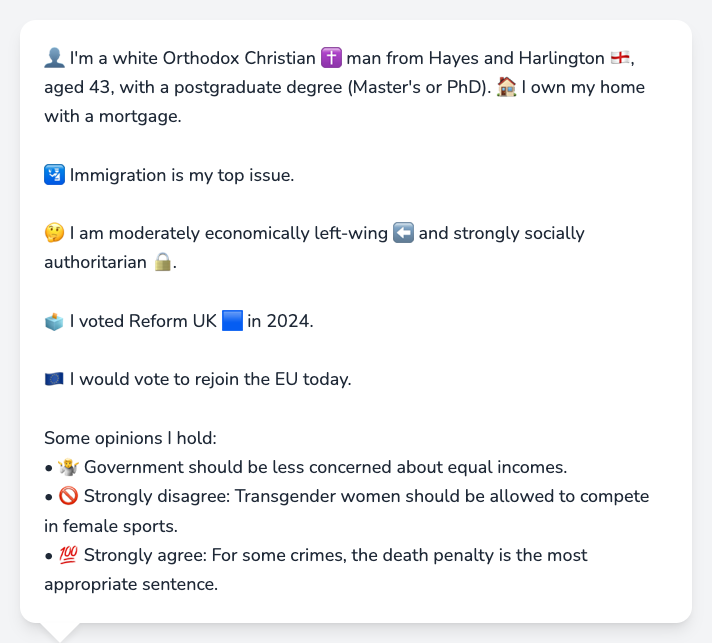 👤 I'm a white Orthodox Christian ✝️ man from Hayes and Harlington 🏴󠁧󠁢󠁥󠁮󠁧󠁿,
aged 43, with a postgraduate degree (Master's or PhD). 🏠 I own my home
with a mortgage.
🛂 Immigration is my top issue.
🤔 I am moderately economically left-wing ⬅️ and strongly socially
authoritarian 🔒.
🗳️ I voted Reform UK 🟦 in 2024.
🇪🇺 I would vote to rejoin the EU today.
Some opinions I hold:
• 🤷 Government should be less concerned about equal incomes.
• 🚫 Strongly disagree: Transgender women should be allowed to compete
in female sports.
• 💯 Strongly agree: For some crimes, the death penalty is the most
appropriate sentence.